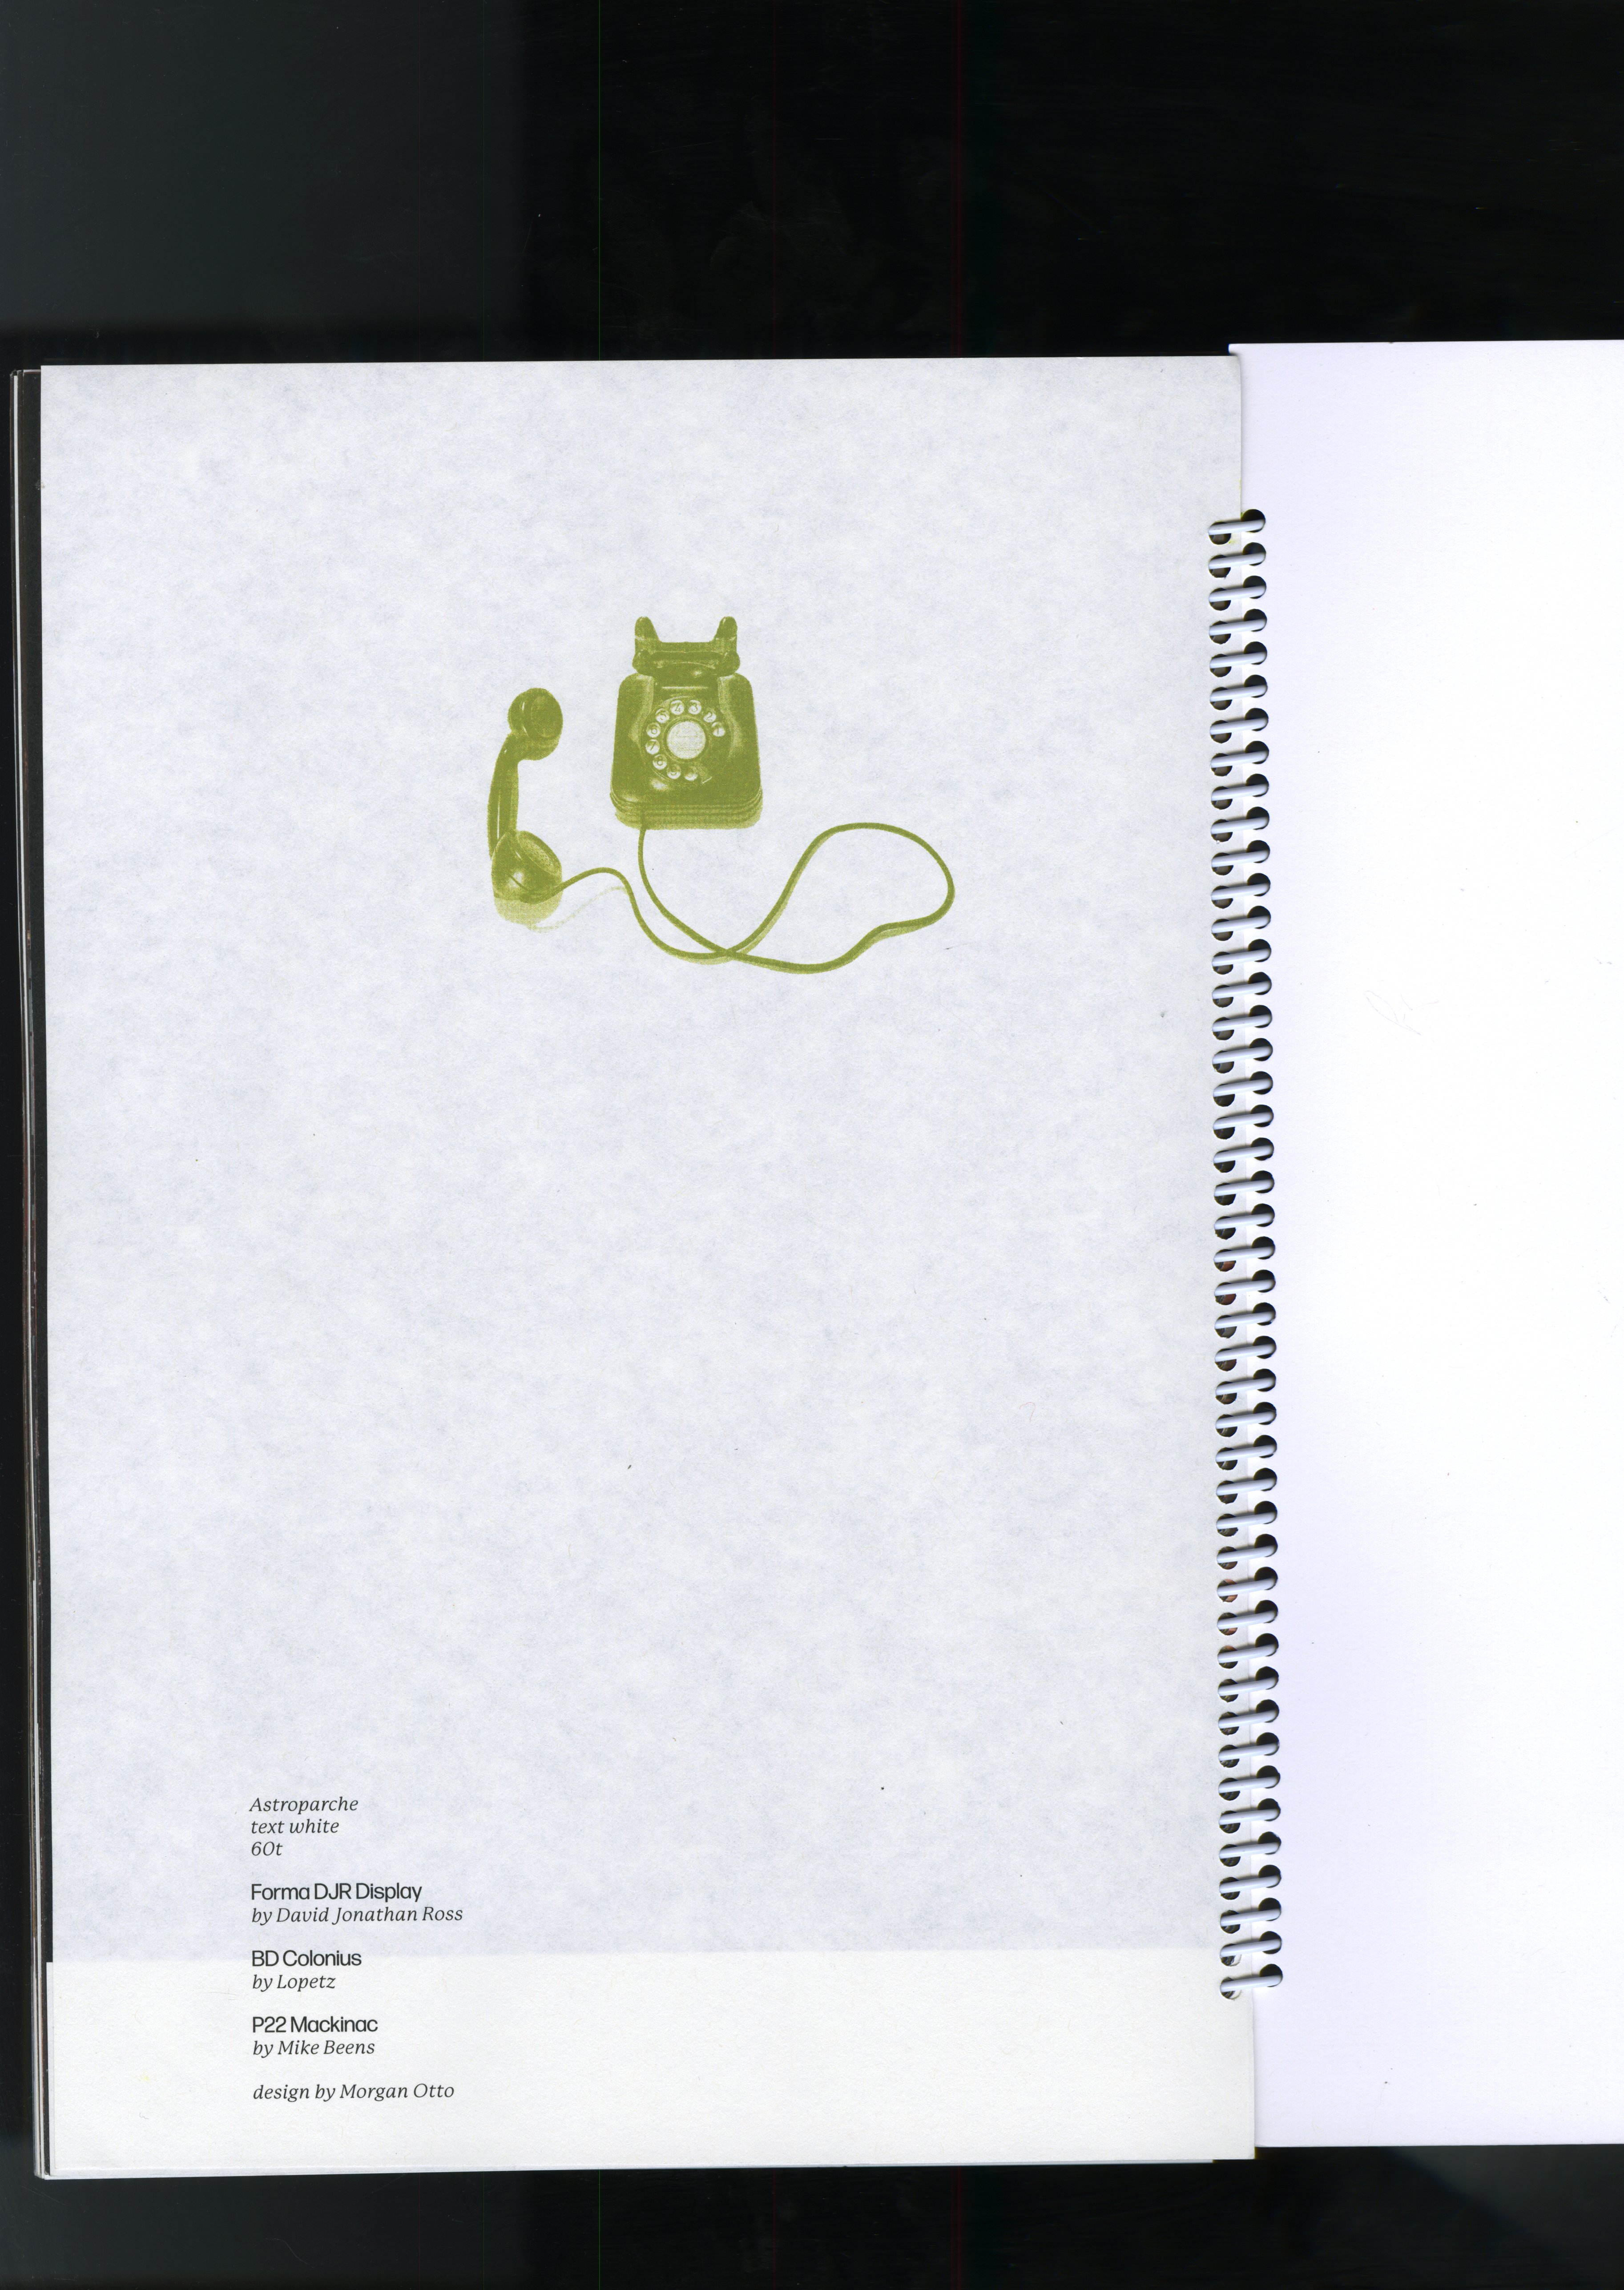 Astroparche
text white
60t
Forma DJR Display
by David Jonathan Ross
BD Colonius
by Lopetz
P22 Mackinac
by Mike Beens
design by Morgan Otto